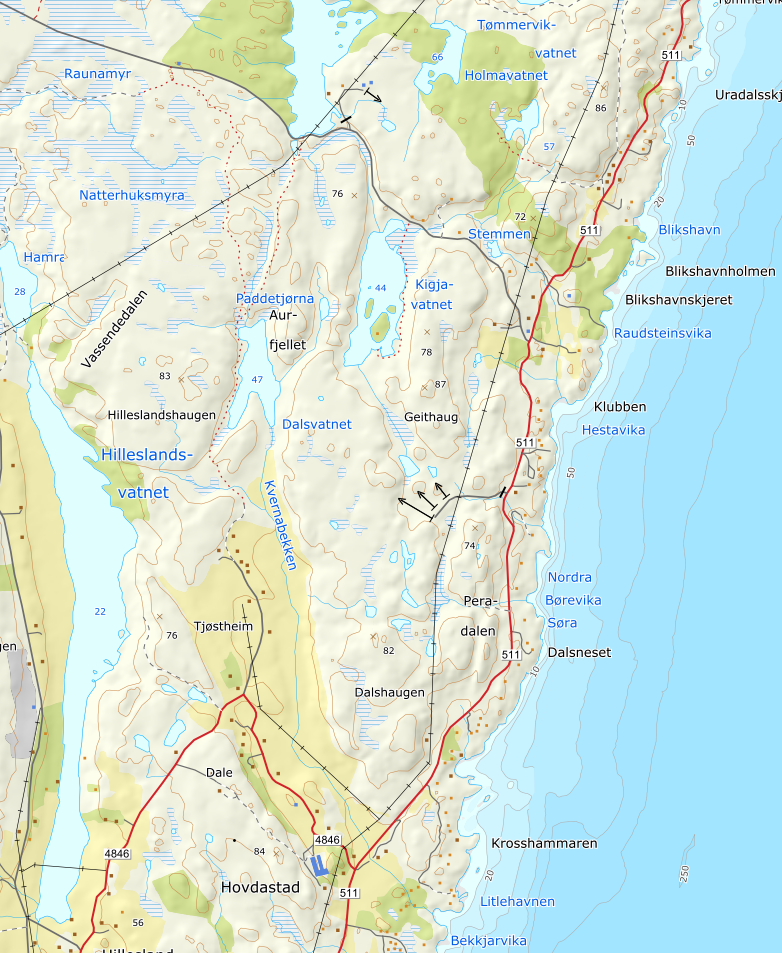 Tømmervik-
vatnet
511
66
Raunamyr
Holmavatnet
Uradalsskj
86
10
50
57
Natterhuksmyra
76
20
72
Stemmen
511
Blikshavn
Hamra
Blikshavnholmen
28
44
Kigja-
vatnet
Paddetjørna
Blikshavnskjeret
Aur-
fjellet
Vassendedalen
Raudsteinsvika
78
83
47
87
Klubben
Hilleslandshaugen
Geithaug
Dalsvatnet
Hestavika
511
Hilleslands-
vatnet
50
Kvernabekken
74
Nordra
Børevika
22
Pera-
dalen
Søra
Tjøstheim
76
82
511
Dalsneset
10
Dalshaugen
Dale
4846
Krosshammaren
4846
84
250
20
Hovdastad
511
Litlehavnen
56
Bekkjarvika
Hillesland